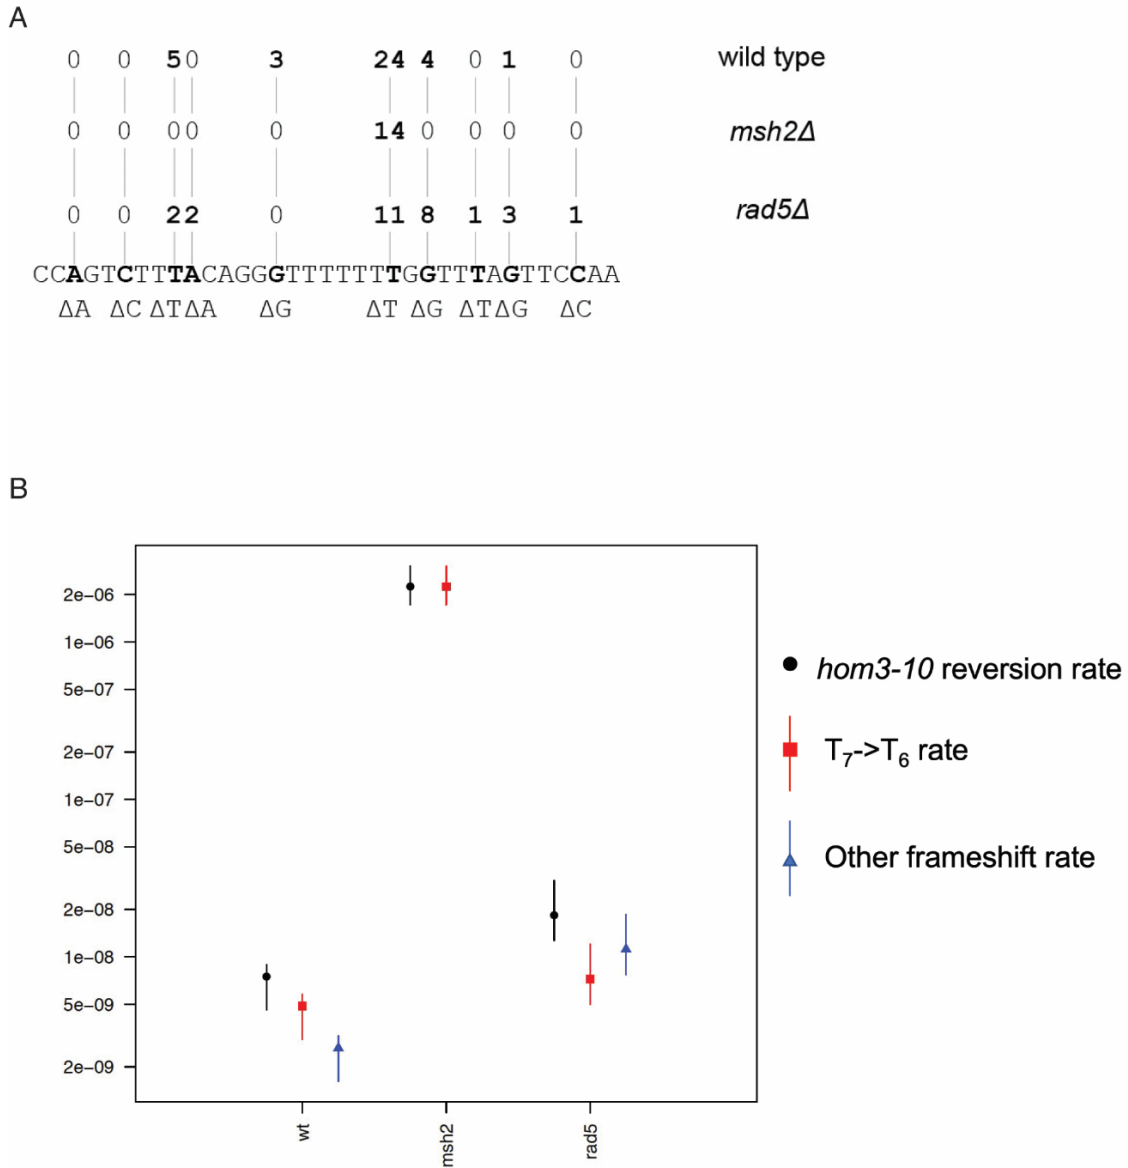 A
0 0 5 0 3 24 4 0 1 0 wild type
0 0 0 0 0 14 0 0 0 0 msh2Δ
0 0 2 2 0 11 8 1 3 1 rad5Δ
CCAGTCTTTACAGGGTTTTTTTGGTTTAGTTCCAA
ΔA ΔC ΔT ΔA ΔG ΔT ΔG ΔT ΔG ΔC
B
2e−06
1e−06
5e−07
2e−07
1e−07
5e−08
2e−08
1e−08
5e−09
2e−09
wt
msh2
rad5
hom3-10 reversion rate
T₇->T₆ rate
Other frameshift rate